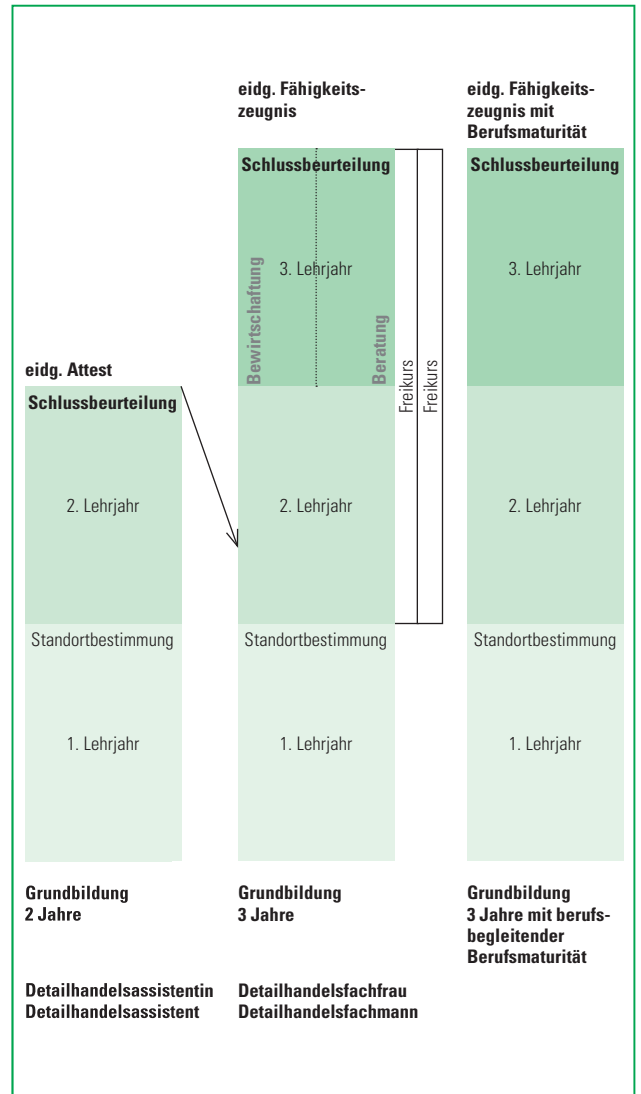 eidg. Fähigkeits-
zeugnis
eidg. Fähigkeits-
zeugnis mit
Berufsmaturität
Schlussbeurteilung
Schlussbeurteilung
3. Lehrjahr
3. Lehrjahr
Bewirtschaftung
Beratung
Freikurs
Freikurs
eidg. Attest
Schlussbeurteilung
2. Lehrjahr
2. Lehrjahr
2. Lehrjahr
Standortbestimmung
Standortbestimmung
Standortbestimmung
1. Lehrjahr
1. Lehrjahr
1. Lehrjahr
Grundbildung
2 Jahre
Grundbildung
3 Jahre
Grundbildung
3 Jahre mit berufs-
begleitender
Berufsmaturität
Detailhandelsassistentin
Detailhandelsassistent
Detailhandelsfachfrau
Detailhandelsfachmann